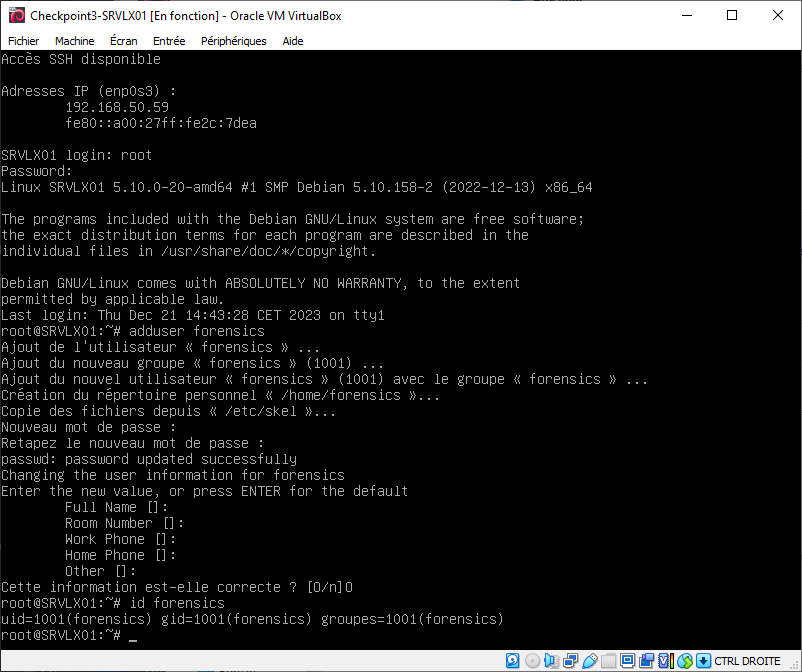 Checkpoint3-SRVLX01 [En fonction] - Oracle VM VirtualBox
Fichier Machine Écran Entrée Périphériques Aide
Accès SSH disponible
Adresses IP (enp0s3) :
192.168.50.59
fe80::a00:27ff:fe2c:7dea
SRVLX01 login: root
Password:
Linux SRVLX01 5.10.0-20-amd64 #1 SMP Debian 5.10.158-2 (2022-12-13) x86_64
The programs included with the Debian GNU/Linux system are free software;
the exact distribution terms for each program are described in the
individual files in /usr/share/doc/*/copyright.
Debian GNU/Linux comes with ABSOLUTELY NO WARRANTY, to the extent
permitted by applicable law.
Last login: Thu Dec 21 14:43:28 CET 2023 on tty1
root@SRVLX01:~# adduser forensics
Ajout de l'utilisateur « forensics » ...
Ajout du nouveau groupe « forensics » (1001) ...
Ajout du nouvel utilisateur « forensics » (1001) avec le groupe « forensics » ...
Création du répertoire personnel « /home/forensics »...
Copie des fichiers depuis « /etc/skel »...
Nouveau mot de passe :
Retapez le nouveau mot de passe :
passwd: password updated successfully
Changing the user information for forensics
Enter the new value, or press ENTER for the default
Full Name []:
Room Number []:
Work Phone []:
Home Phone []:
Other []:
Cette information est-elle correcte ? [O/n]O
root@SRVLX01:~# id forensics
uid=1001(forensics) gid=1001(forensics) groupes=1001(forensics)
root@SRVLX01:~# _
CTRL DROITE